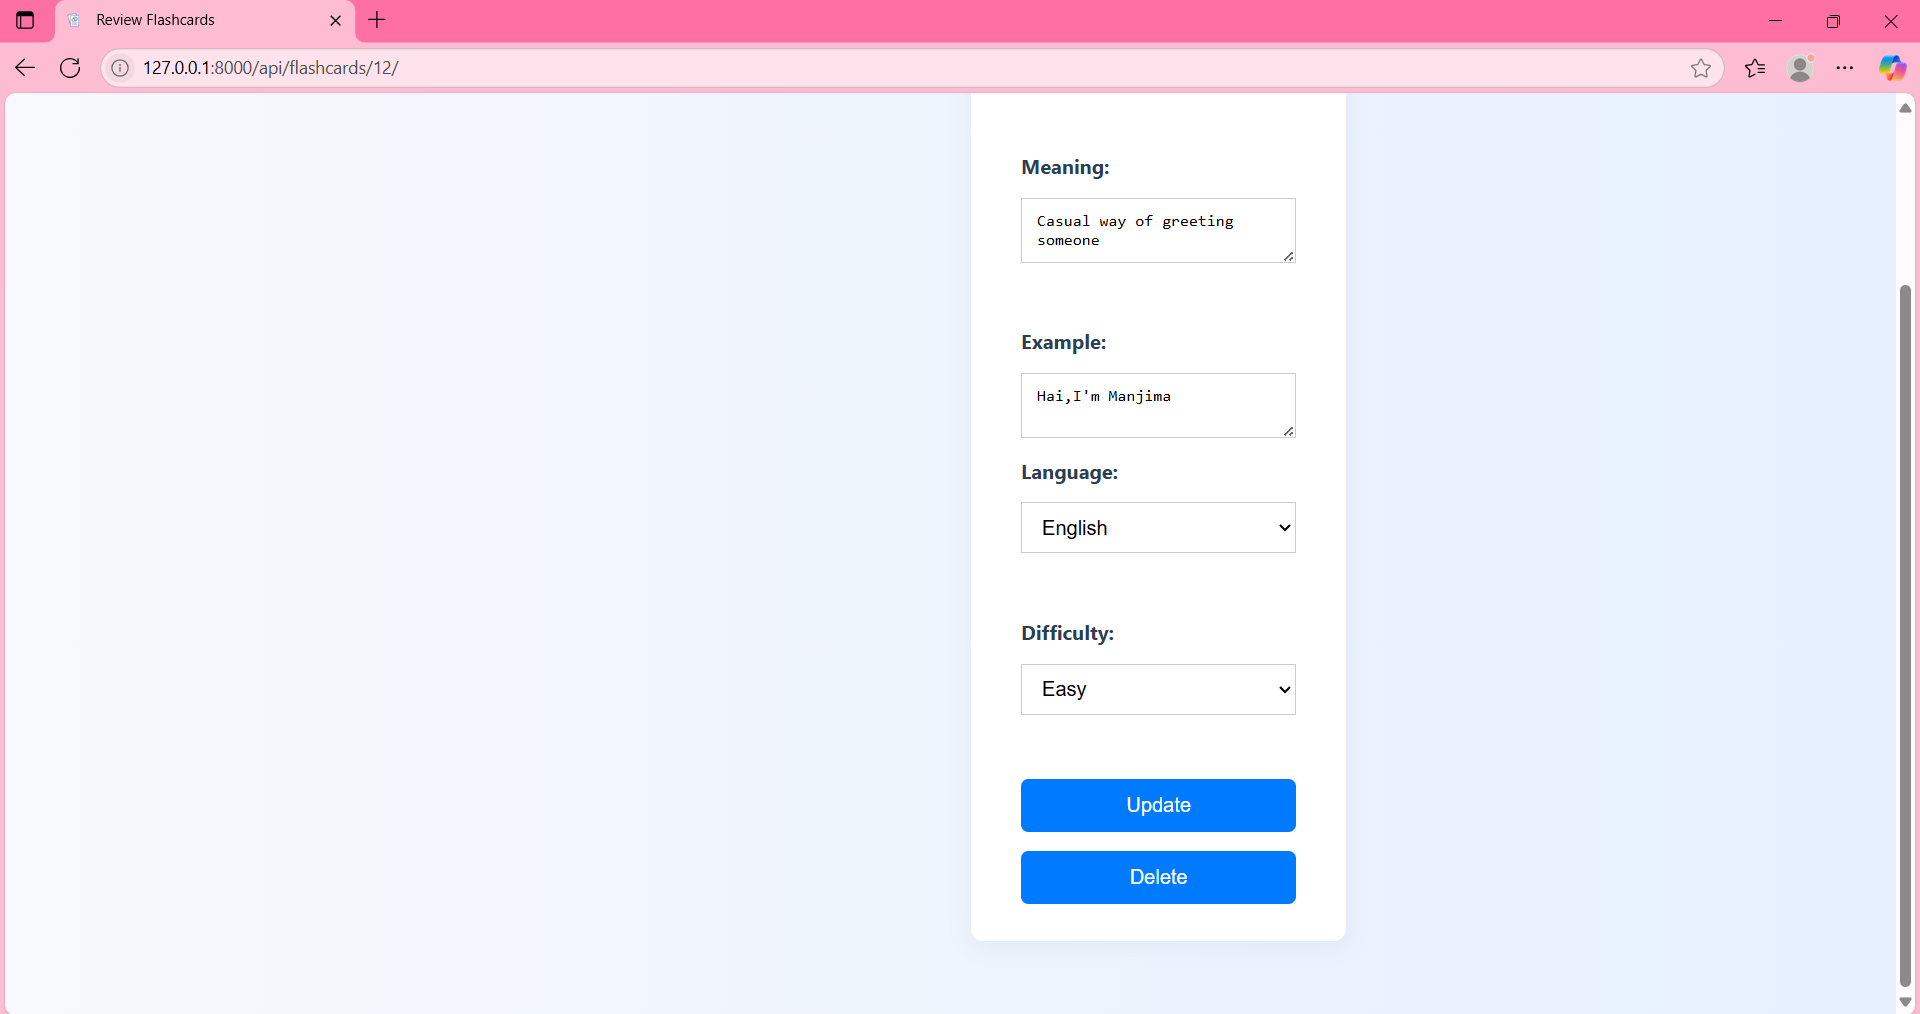 Review Flashcards
127.0.0.1:8000/api/flashcards/12/
Meaning:
Casual way of greeting
someone
Example:
Hai,I'm Manjima
Language:
English
Difficulty:
Easy
Update
Delete